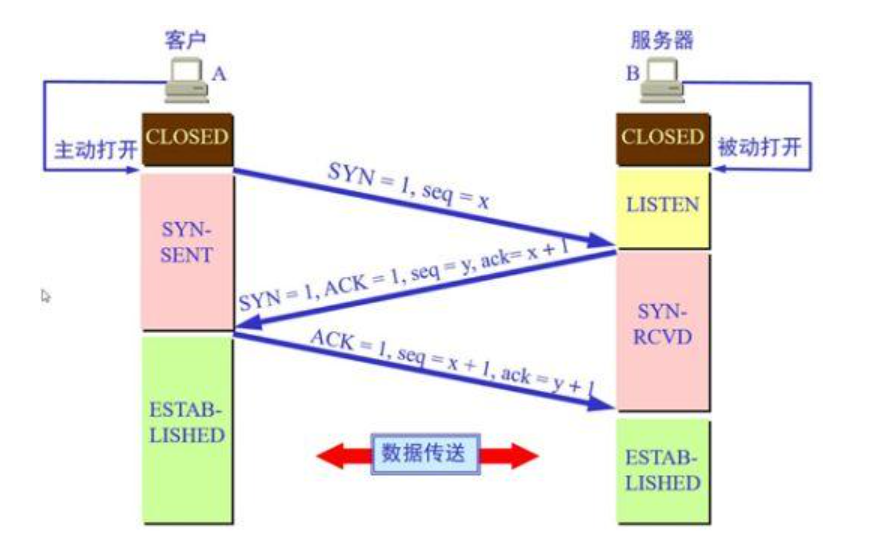 客户
服务器
A
B
CLOSED
CLOSED
主动打开
被动打开
SYN = 1, seq = x
LISTEN
SYN-
SENT
SYN = 1, ACK = 1, seq = y, ack= x + 1
SYN-
RCVD
ACK = 1, seq = x + 1, ack = y + 1
ESTAB-
LISHED
数据传送
ESTAB-
LISHED